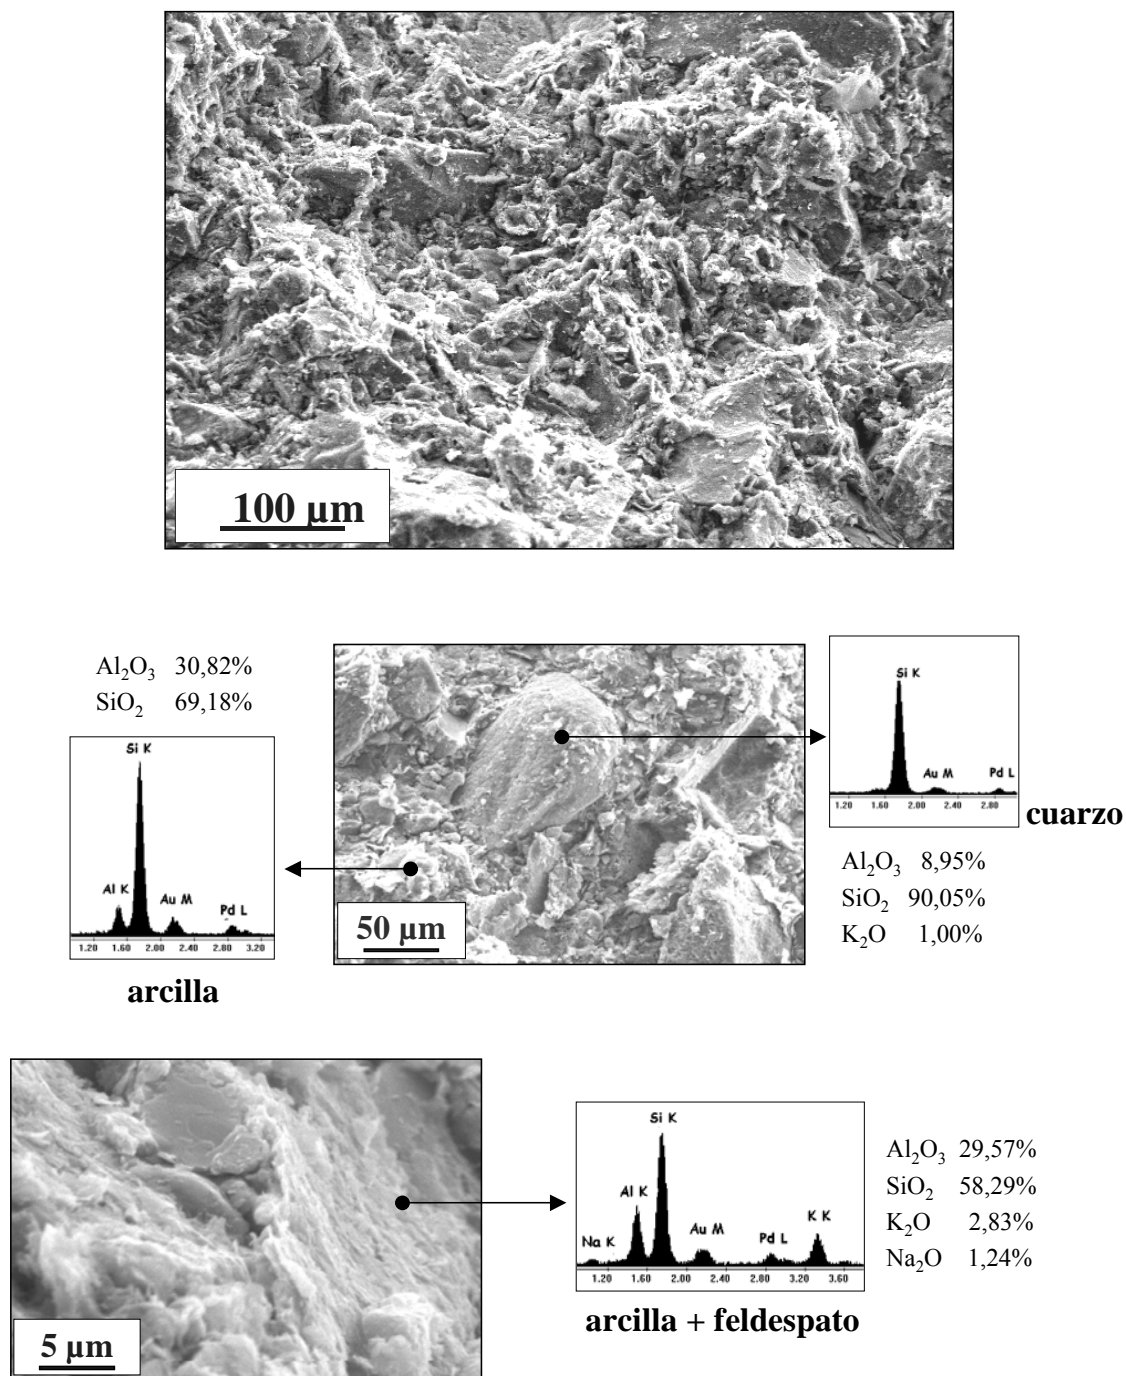 100 µm
Al₂O₃ 30,82%
SiO₂ 69,18%
Si K
Al K
Au M
Pd L
1.20 1.60 2.00 2.40 2.80 3.20
arcilla
50 µm
Si K
Au M
Pd L
1.20 1.60 2.00 2.40 2.80
cuarzo
Al₂O₃ 8,95%
SiO₂ 90,05%
K₂O 1,00%
5 µm
Si K
Al K
Na K
Au M
Pd L
K K
1.20 1.60 2.00 2.40 2.80 3.20 3.60
arcilla + feldespato
Al₂O₃ 29,57%
SiO₂ 58,29%
K₂O 2,83%
Na₂O 1,24%